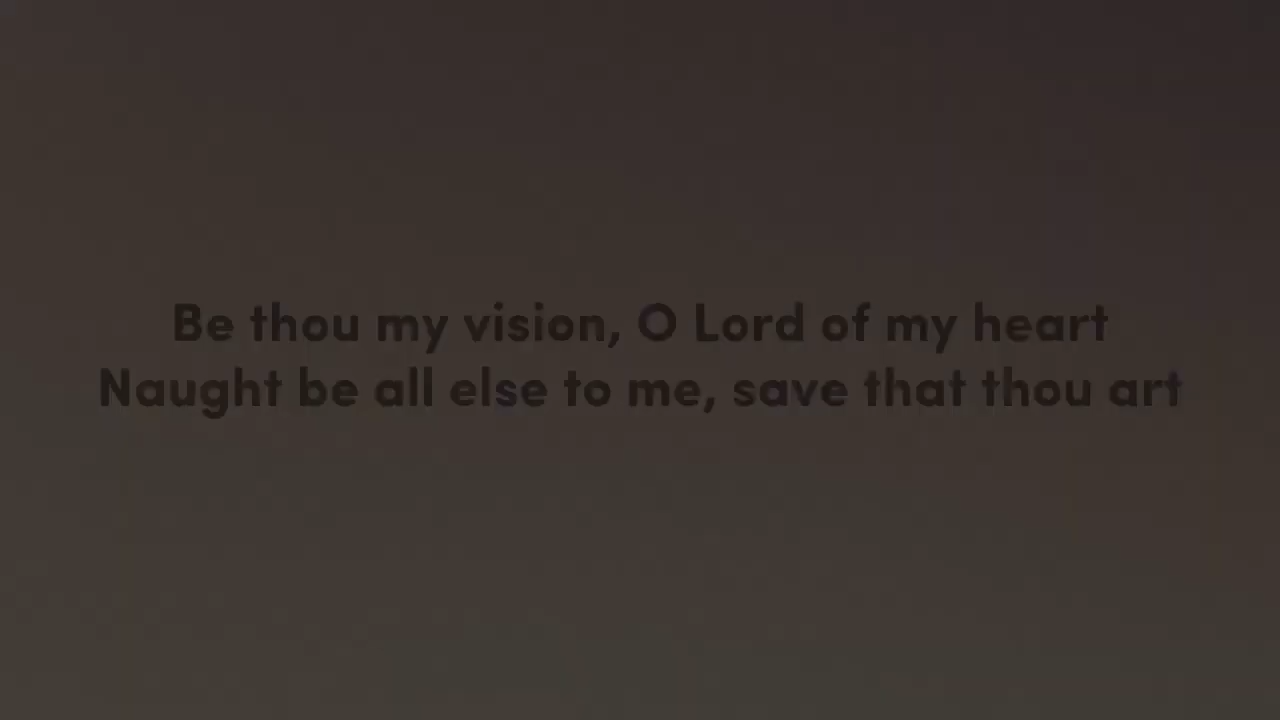 Be thou my vision, O Lord of my heart
Naught be all else to me, save that thou art